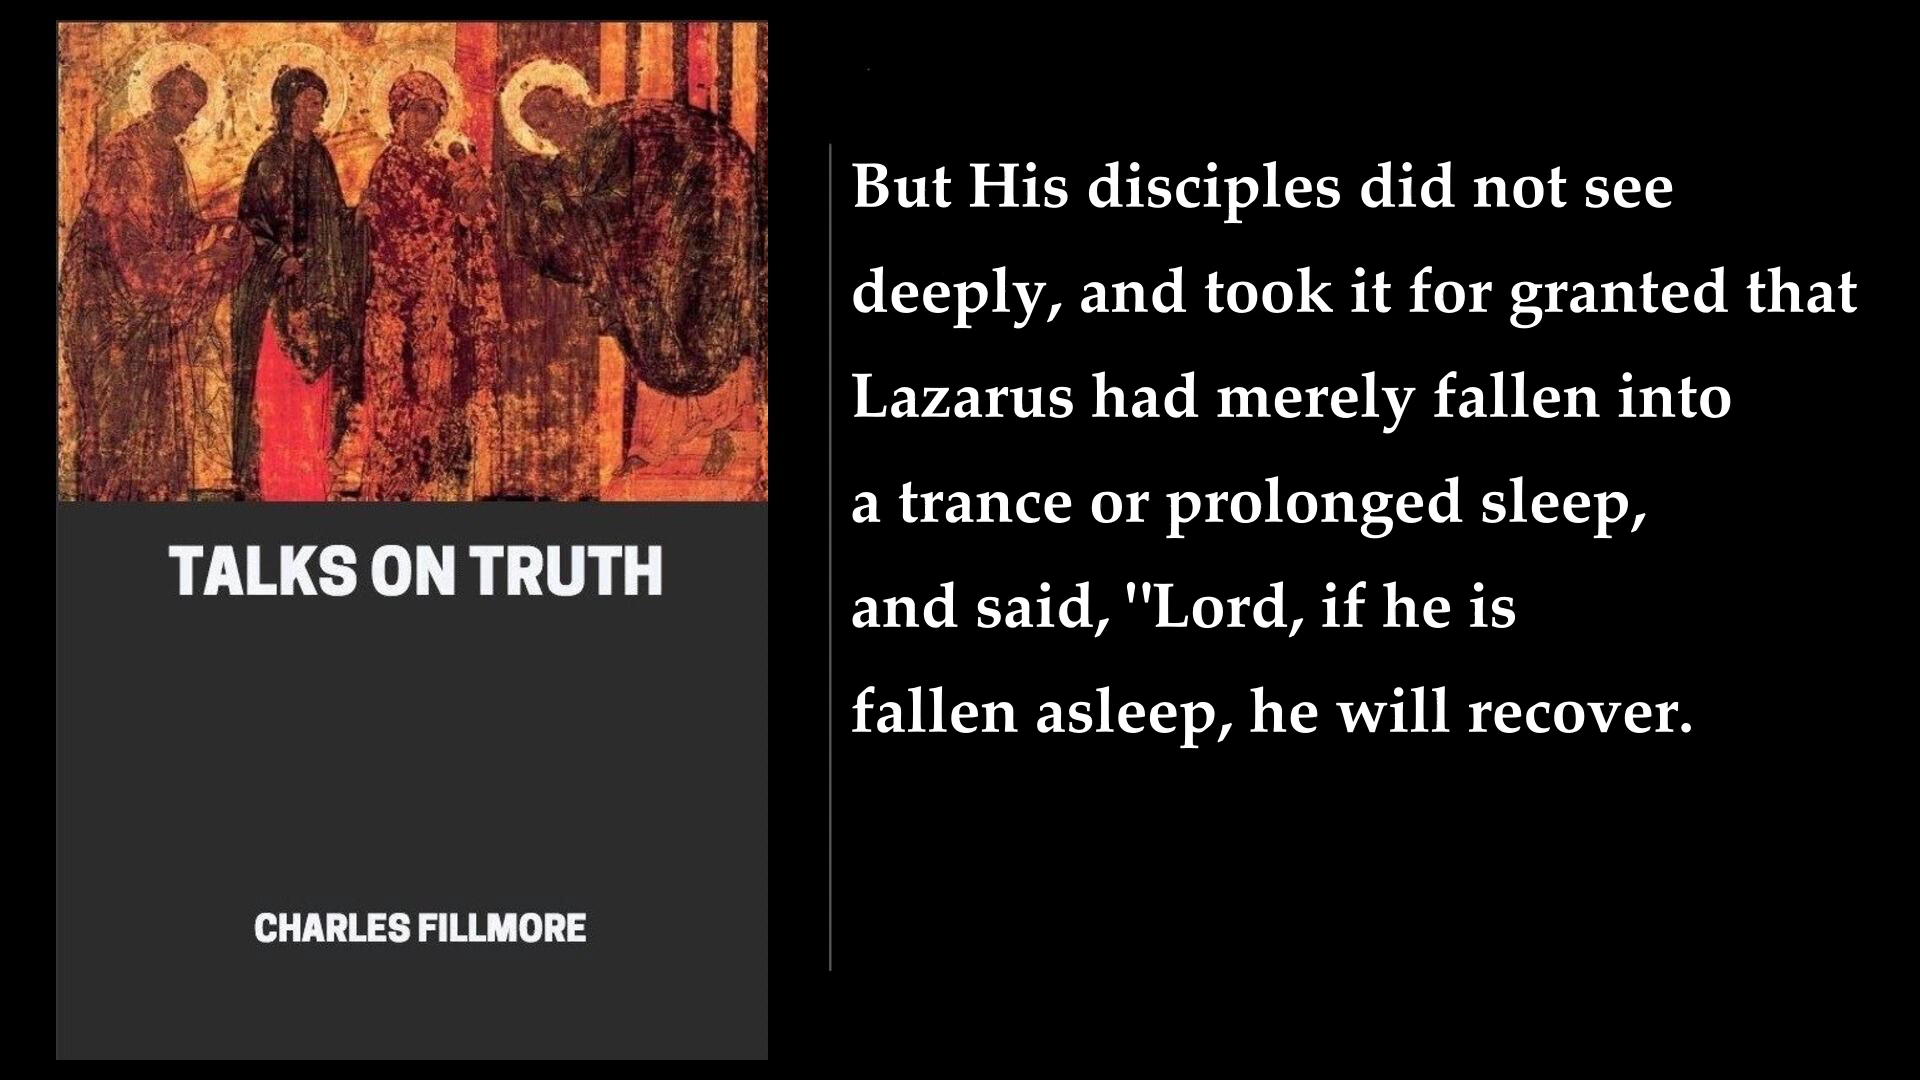 TALKS ON TRUTH
CHARLES FILLMORE
But His disciples did not see
deeply, and took it for granted that
Lazarus had merely fallen into
a trance or prolonged sleep,
and said, "Lord, if he is
fallen asleep, he will recover.